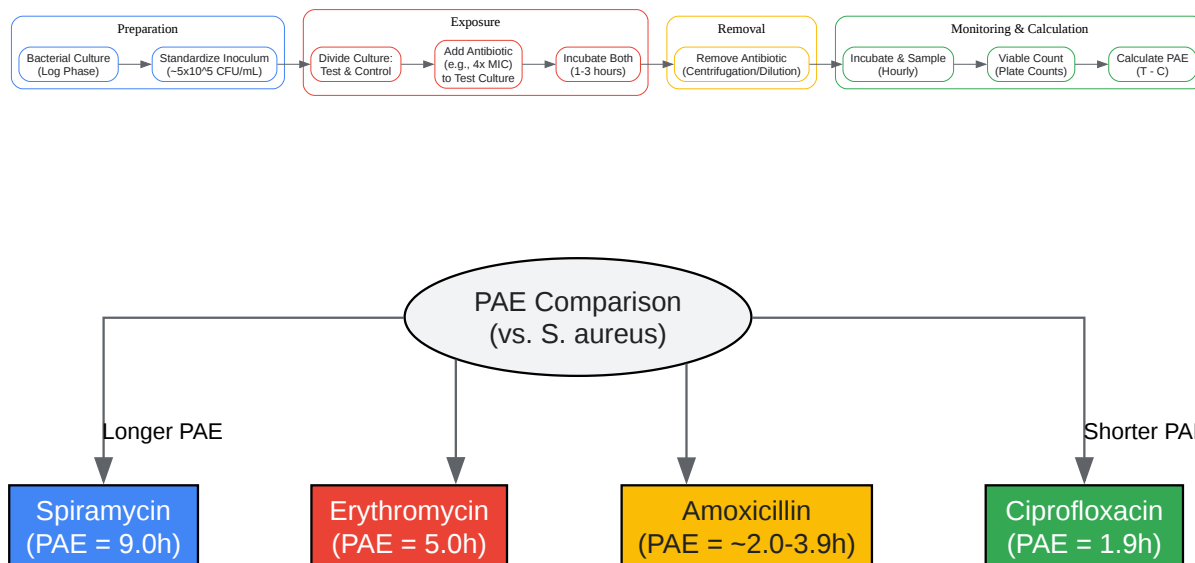 Preparation
Bacterial Culture
(Log Phase)
Standardize Inoculum
(~5x10^5 CFU/mL)
Exposure
Divide Culture:
Test & Control
Add Antibiotic
(e.g., 4x MIC)
to Test Culture
Incubate Both
(1-3 hours)
Removal
Remove Antibiotic
(Centrifugation/Dilution)
Monitoring & Calculation
Incubate & Sample
(Hourly)
Viable Count
(Plate Counts)
Calculate PAE
(T - C)
PAE Comparison
(vs. S. aureus)
Longer PAE
Shorter PAE
Spiramycin
(PAE = 9.0h)
Erythromycin
(PAE = 5.0h)
Amoxicillin
(PAE = ~2.0-3.9h)
Ciprofloxacin
(PAE = 1.9h)